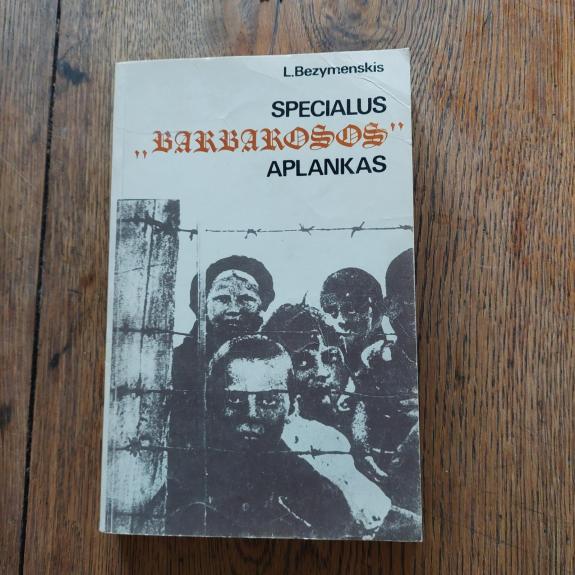 L.Bezymenskis
SPECIALUS
„BARBAROSOS"
APLANKAS